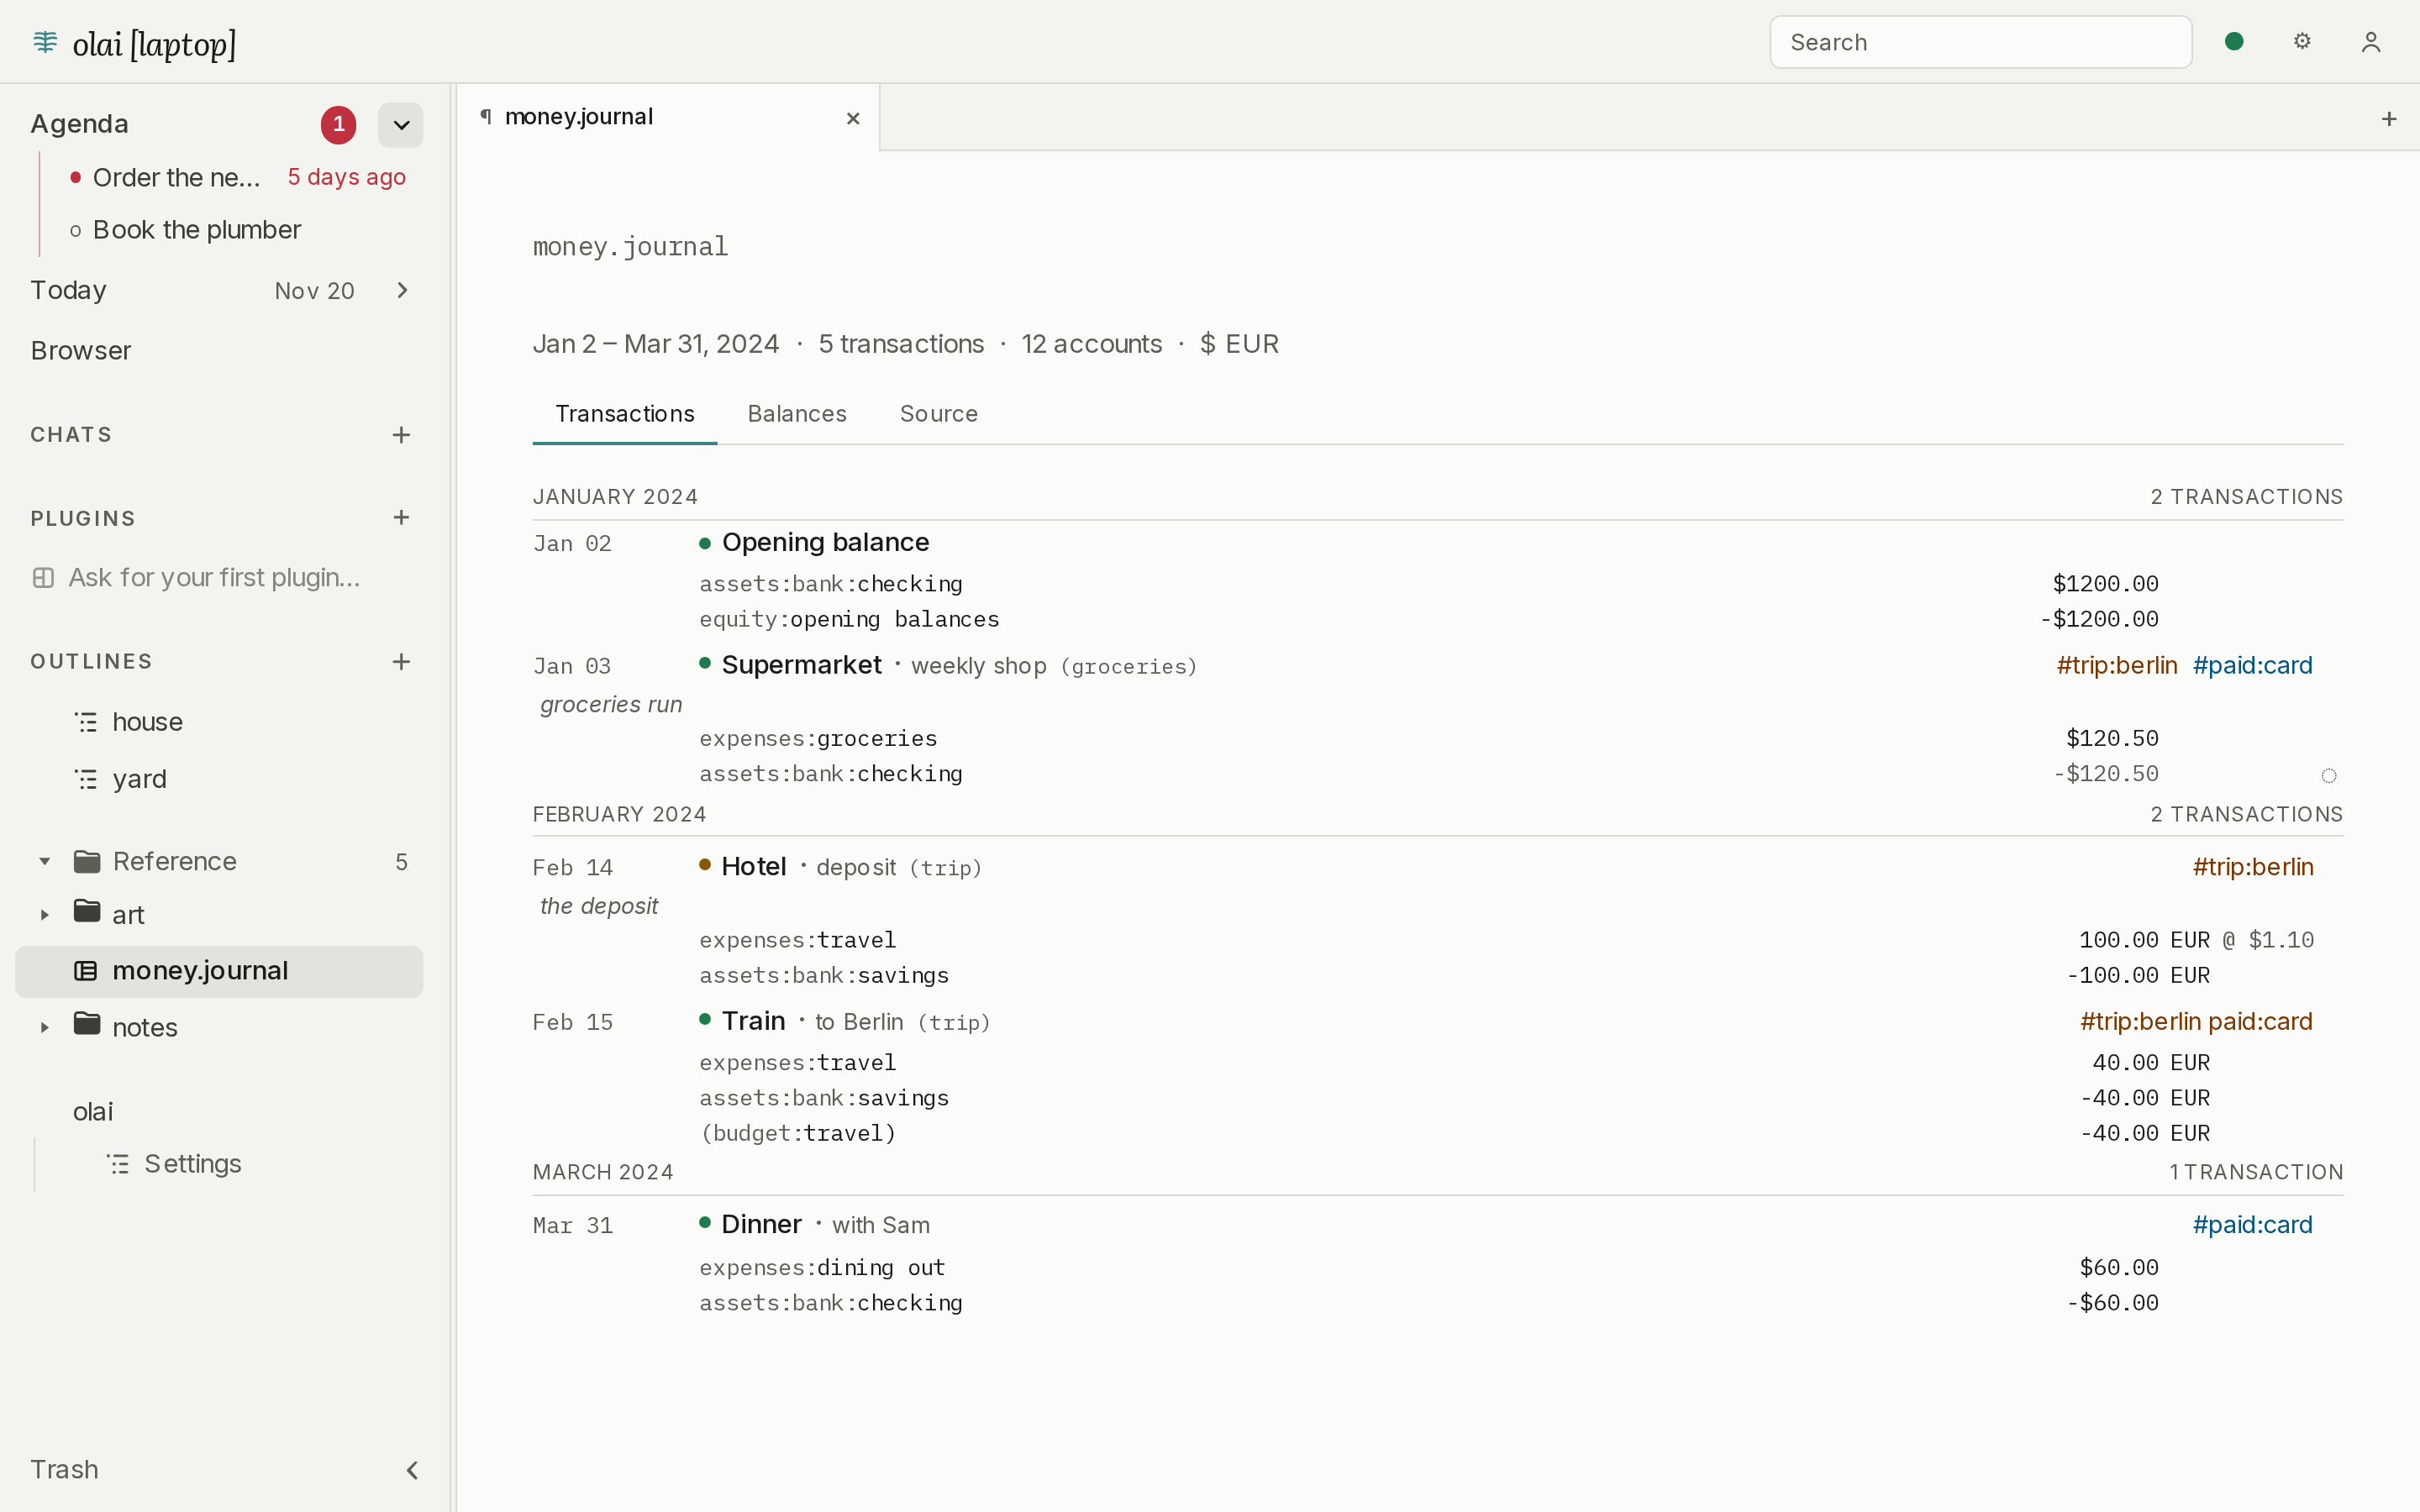 olai [laptop]
Search
Agenda 1
Order the ne... 5 days ago
Book the plumber
Today Nov 20
Browser
CHATS
PLUGINS
Ask for your first plugin...
OUTLINES
house
yard
Reference 5
art
money.journal
notes
olai
Settings
Trash
¶ money.journal ×
money.journal
Jan 2 – Mar 31, 2024 · 5 transactions · 12 accounts · $ EUR
Transactions Balances Source
JANUARY 2024 2 TRANSACTIONS
Jan 02 Opening balance
assets:bank:checking $1200.00
equity:opening balances -$1200.00
Jan 03 Supermarket · weekly shop (groceries) #trip:berlin #paid:card
groceries run
expenses:groceries $120.50
assets:bank:checking -$120.50
FEBRUARY 2024 2 TRANSACTIONS
Feb 14 Hotel · deposit (trip) #trip:berlin
the deposit
expenses:travel 100.00 EUR @ $1.10
assets:bank:savings -100.00 EUR
Feb 15 Train · to Berlin (trip) #trip:berlin paid:card
expenses:travel 40.00 EUR
assets:bank:savings -40.00 EUR
(budget:travel) -40.00 EUR
MARCH 2024 1 TRANSACTION
Mar 31 Dinner · with Sam #paid:card
expenses:dining out $60.00
assets:bank:checking -$60.00